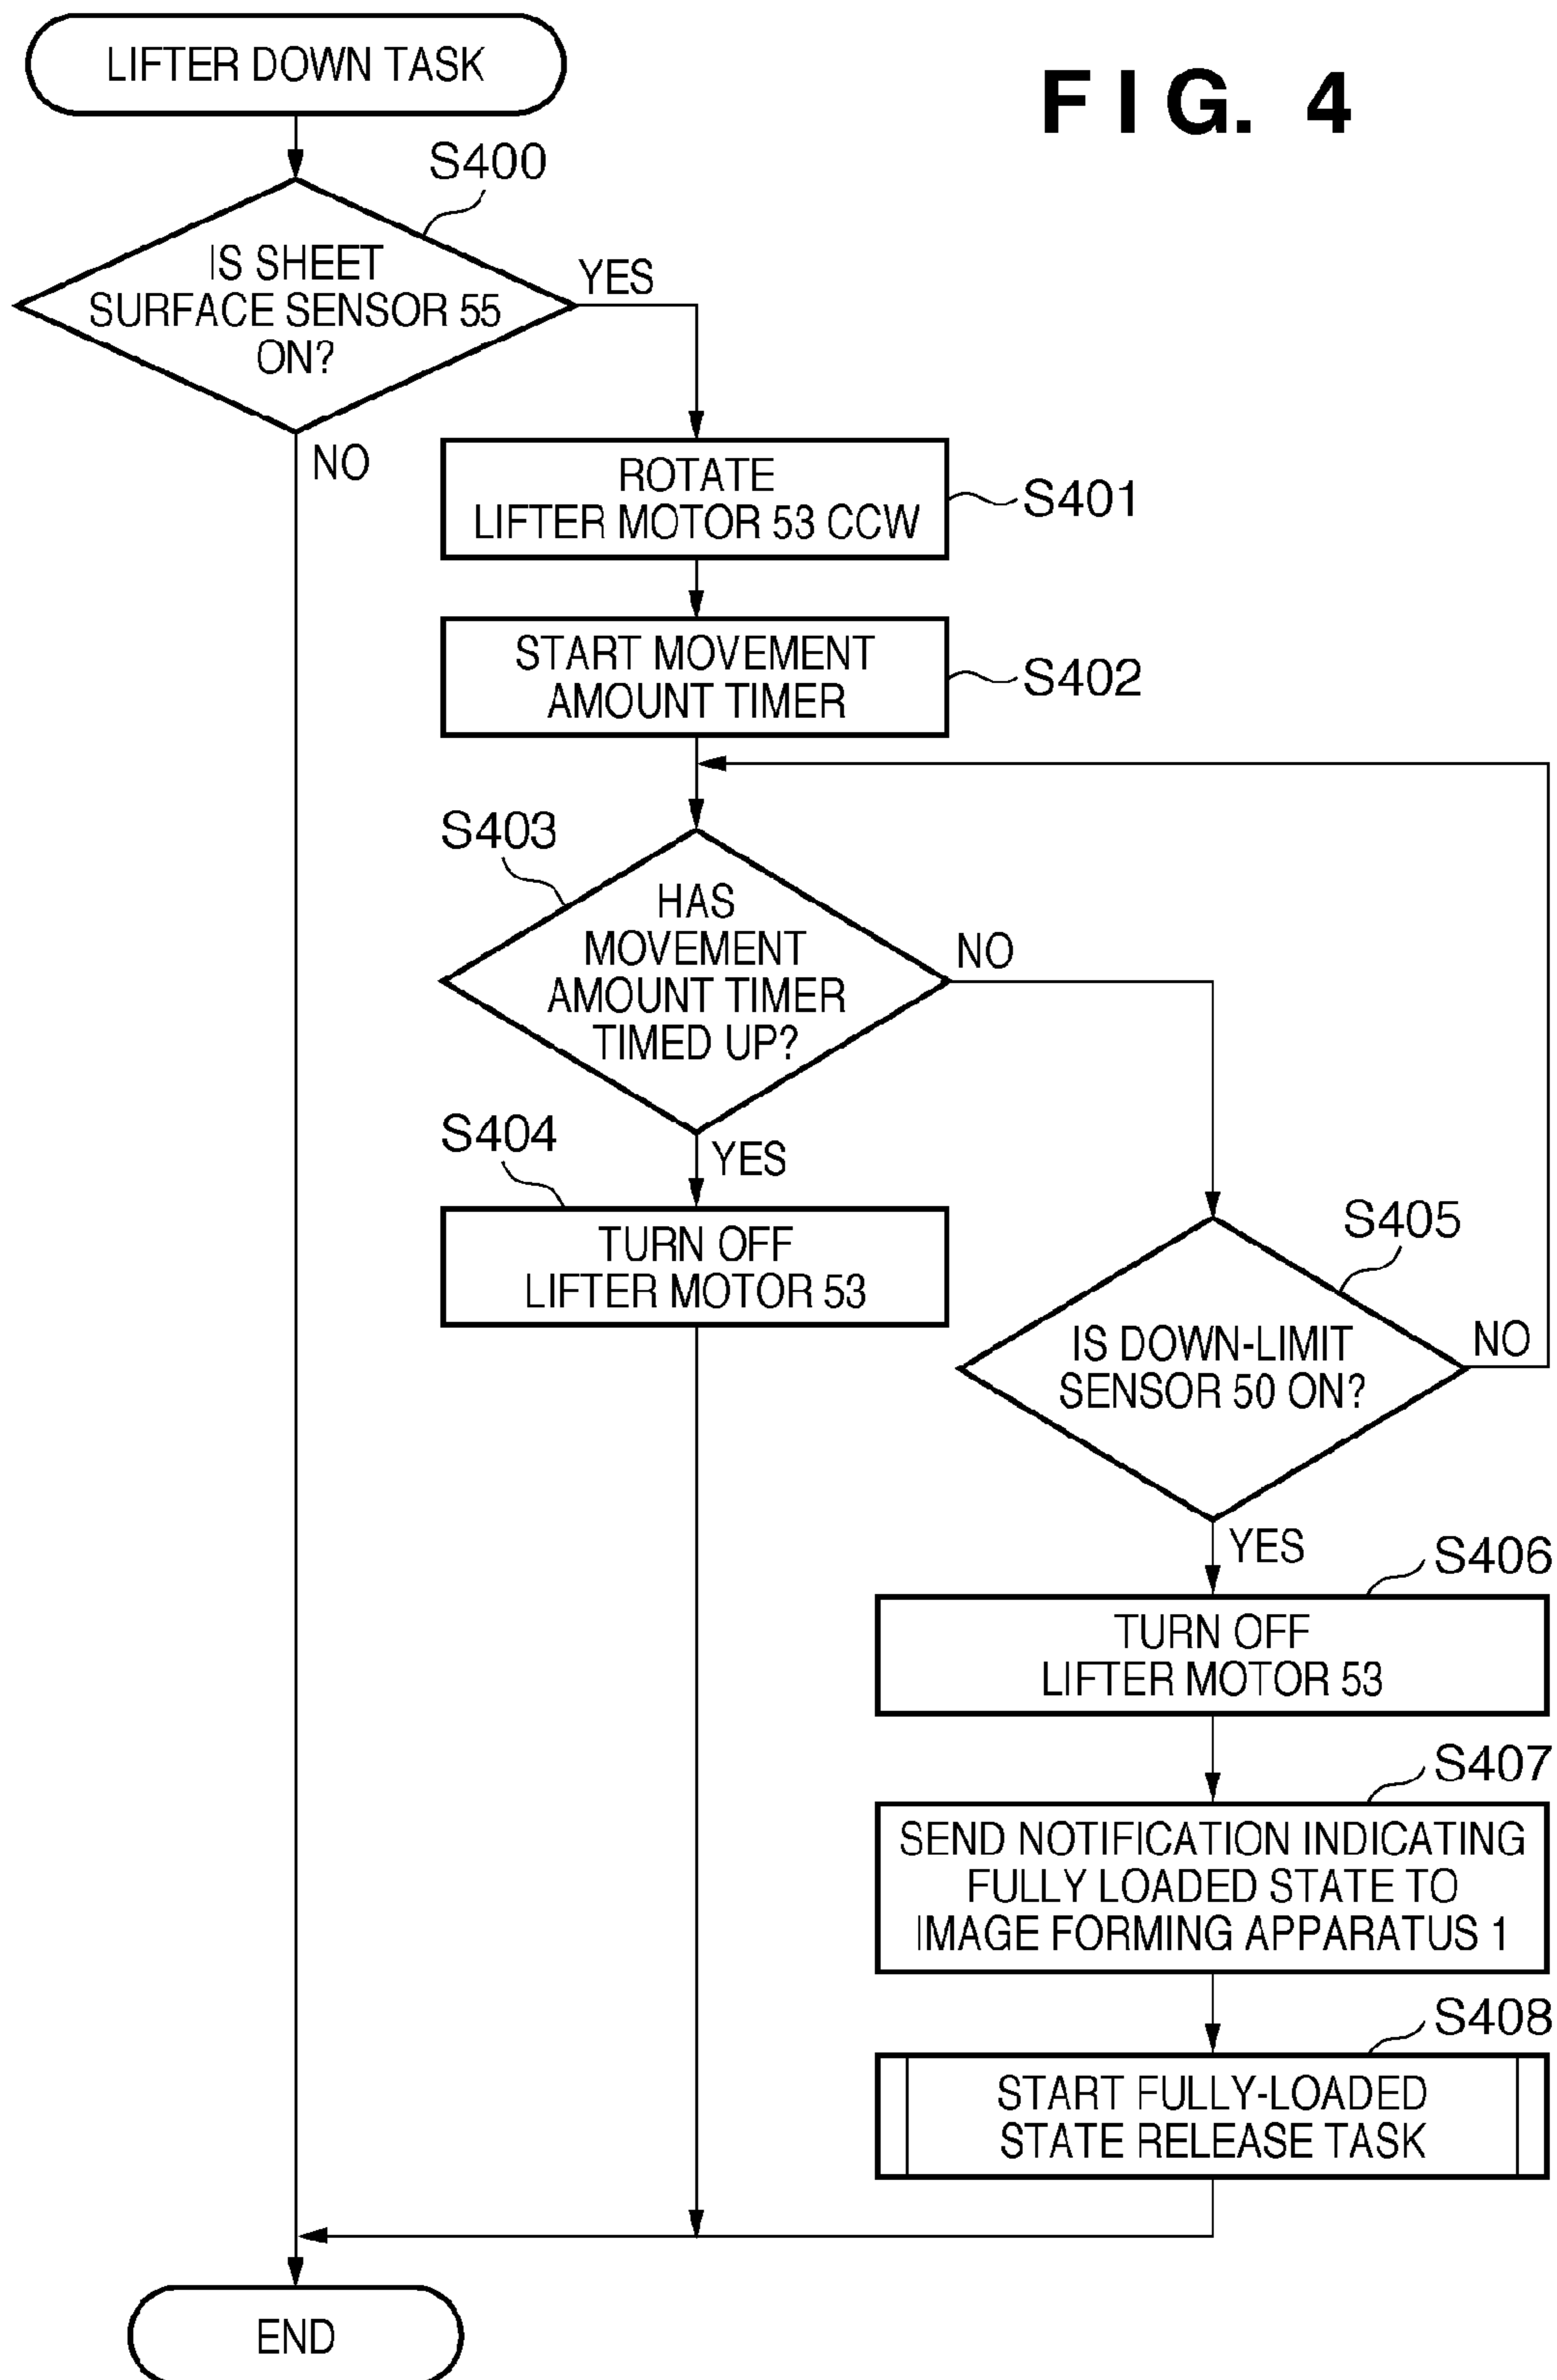 LIFTER DOWN TASK
FIG. 4
S400
IS SHEET
SURFACE SENSOR 55
ON?
YES
NO
ROTATE
LIFTER MOTOR 53 CCW
S401
START MOVEMENT
AMOUNT TIMER
S402
S403
HAS
MOVEMENT
AMOUNT TIMER
TIMED UP?
NO
YES
S404
TURN OFF
LIFTER MOTOR 53
S405
IS DOWN-LIMIT
SENSOR 50 ON?
NO
YES
S406
TURN OFF
LIFTER MOTOR 53
S407
SEND NOTIFICATION INDICATING
FULLY LOADED STATE TO
IMAGE FORMING APPARATUS 1
S408
START FULLY-LOADED
STATE RELEASE TASK
END